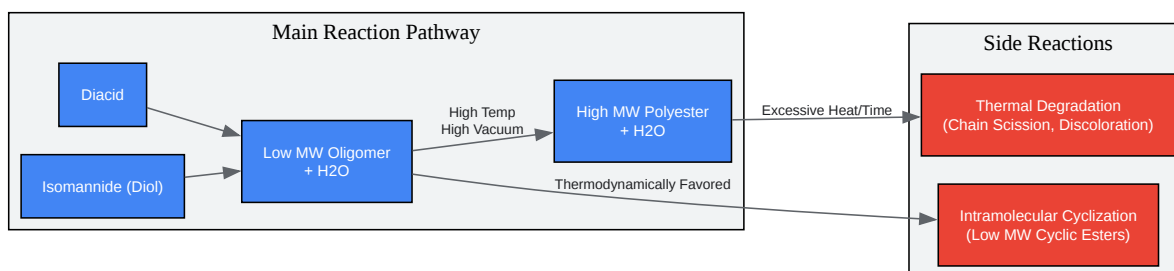 Main Reaction Pathway
Diacid
Isomannide (Diol)
Low MW Oligomer
+ H2O
High Temp
High Vacuum
High MW Polyester
+ H2O
Excessive Heat/Time
Thermodynamically Favored
Side Reactions
Thermal Degradation
(Chain Scission, Discoloration)
Intramolecular Cyclization
(Low MW Cyclic Esters)